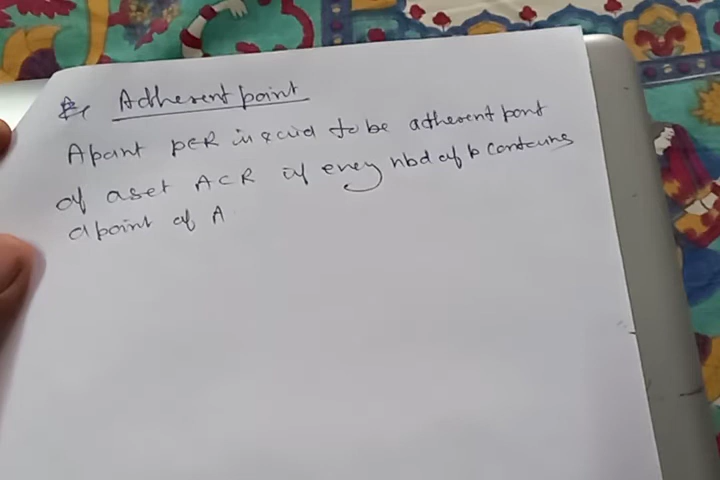 Adherent point
A point p∈R is said to be adherent point
of a set A⊂R if every nbd of p contains
a point of A